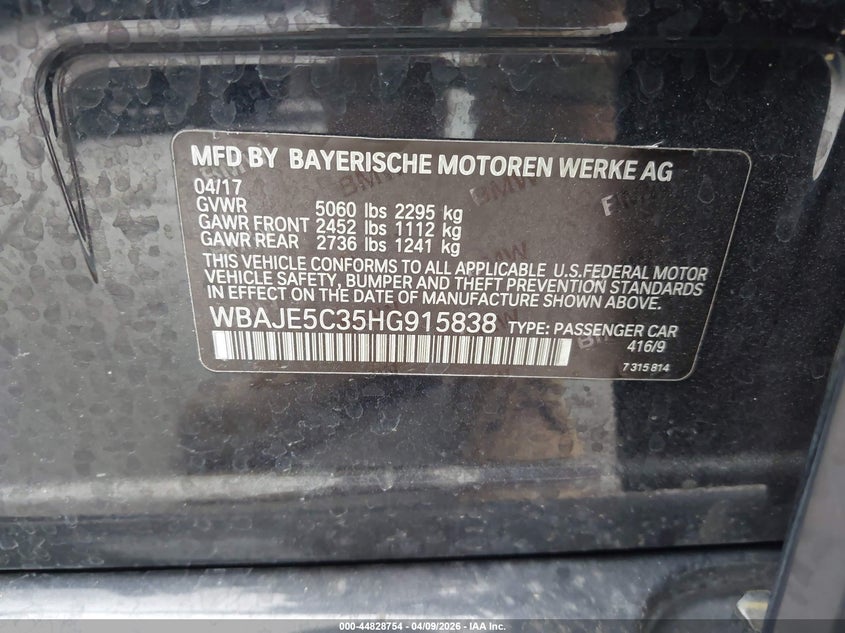 MFD BY BAYERISCHE MOTOREN WERKE AG
04/17
GVWR 5060 lbs 2295 kg
GAWR FRONT 2452 lbs 1112 kg
GAWR REAR 2736 lbs 1241 kg
THIS VEHICLE CONFORMS TO ALL APPLICABLE U.S.FEDERAL MOTOR
VEHICLE SAFETY, BUMPER AND THEFT PREVENTION STANDARDS
IN EFFECT ON THE DATE OF MANUFACTURE SHOWN ABOVE.
WBAJE5C35HG915838 TYPE: PASSENGER CAR
416/9
7 315 814
000-44828754 - 04/09/2026 - IAA Inc.